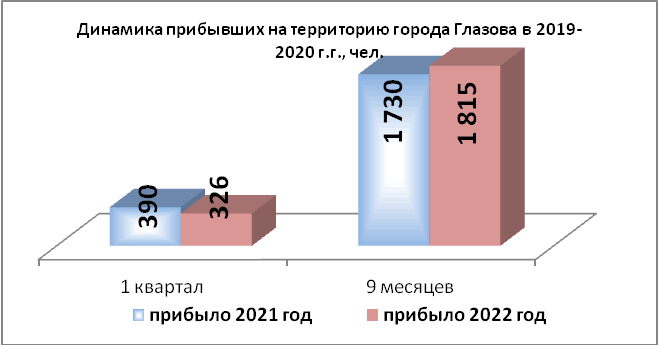 Динамика прибывших на территорию города Глазова в 2019-
2020 г.г., чел.
390
326
1 730
1 815
1 квартал
9 месяцев
прибыло 2021 год
прибыло 2022 год